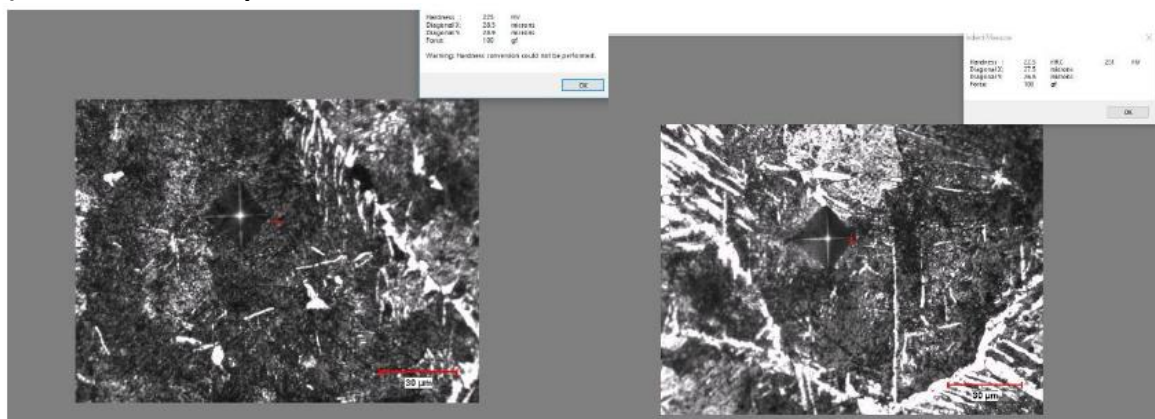 Hardness : 225 HV
Diagonal X: 28.5 microns
Diagonal Y: 28.9 microns
Force: 100 gf
Warning: Hardness conversion could not be performed.
OK
30 µm
Indent Measure
Hardness : 22.5 HRC 251 HV
Diagonal X: 27.5 microns
Diagonal Y: microns
Force: 100 gf
OK
30 µm